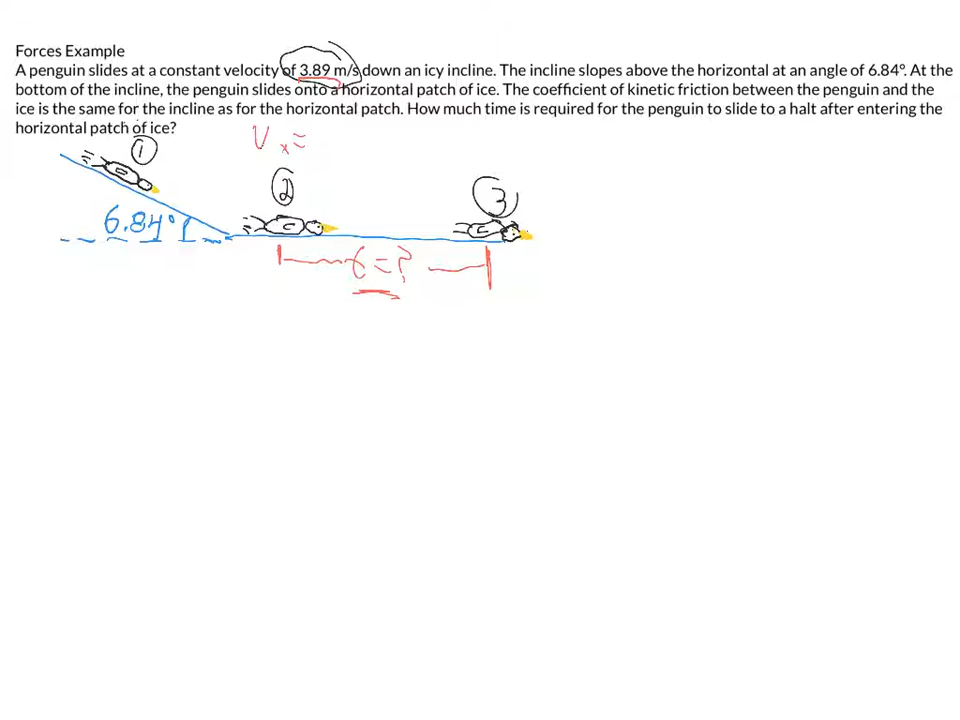 Forces Example
A penguin slides at a constant velocity of 3.89 m/s down an icy incline. The incline slopes above the horizontal at an angle of 6.84°. At the
bottom of the incline, the penguin slides onto a horizontal patch of ice. The coefficient of kinetic friction between the penguin and the
ice is the same for the incline as for the horizontal patch. How much time is required for the penguin to slide to a halt after entering the
horizontal patch of ice?
Vx=
1
2
3
6.84°
t=?